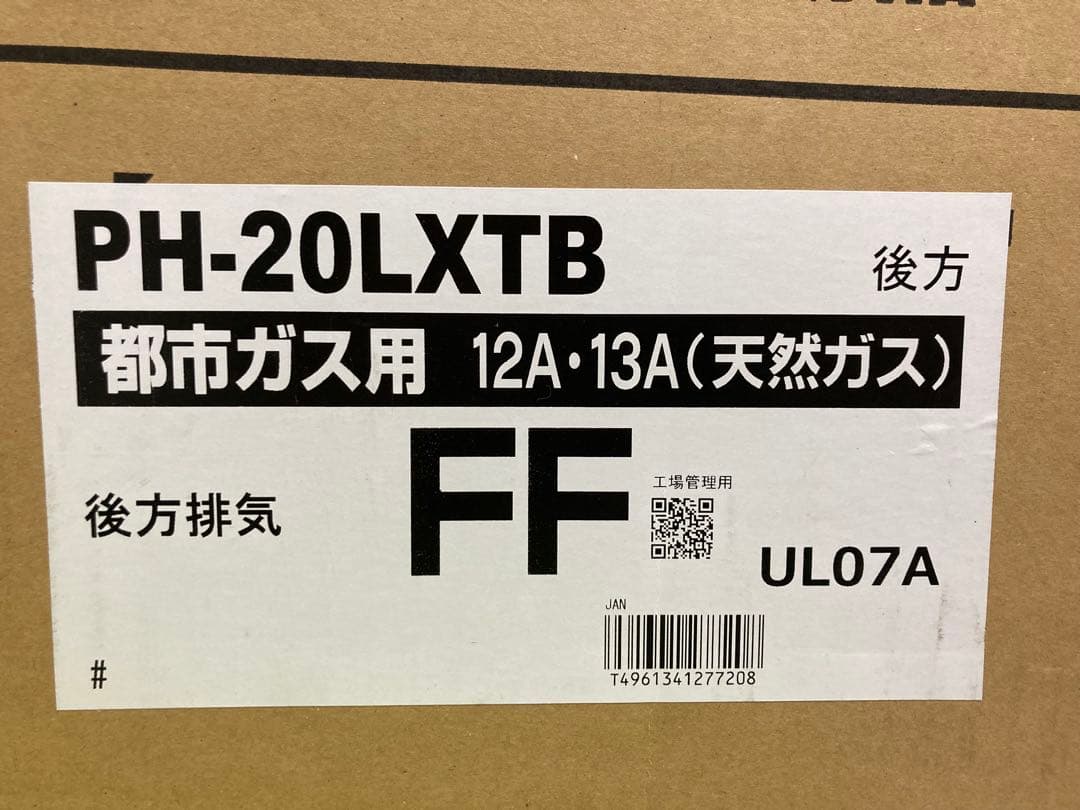 PH-20LXTB 後方
都市ガス用 12A・13A(天然ガス)
後方排気
FF
工場管理用
UL07A
JAN
T4961341277208
#